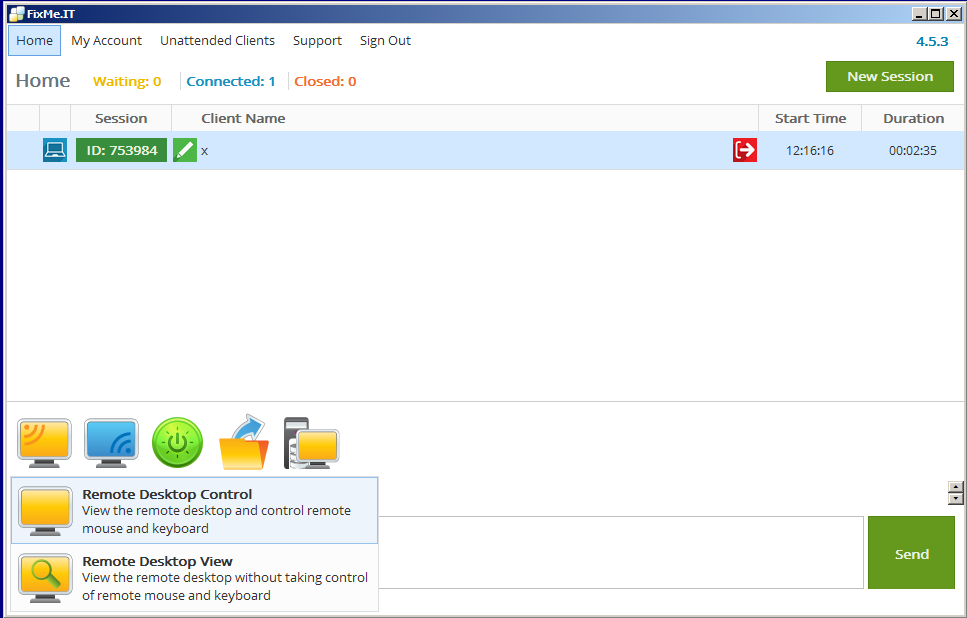 FixMe.IT
Home My Account Unattended Clients Support Sign Out 4.5.3
Home Waiting: 0 Connected: 1 Closed: 0 New Session
Session Client Name Start Time Duration
ID: 753984 x 12:16:16 00:02:35
Remote Desktop Control
View the remote desktop and control remote
mouse and keyboard
Remote Desktop View
View the remote desktop without taking control
of remote mouse and keyboard
Send